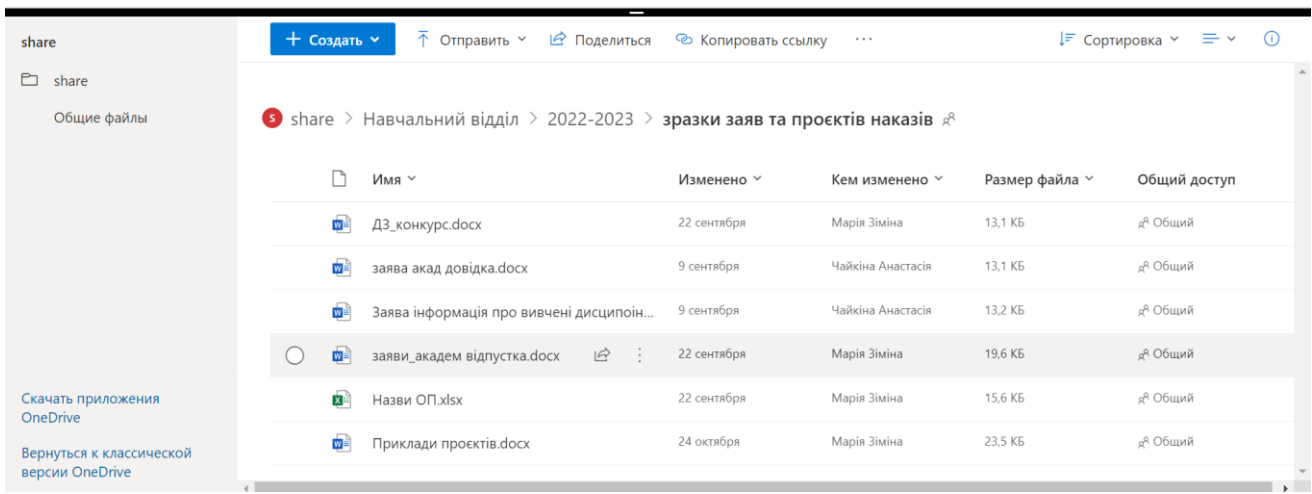 share
+ Создать
Отправить
Поделиться
Копировать ссылку
...
Сортировка
share
Общие файлы
S share > Навчальний відділ > 2022-2023 > зразки заяв та проєктів наказів
Имя
Изменено
Кем изменено
Размер файла
Общий доступ
ДЗ_конкурс.docx 22 сентября Марія Зіміна 13,1 КБ Общий
заява акад довідка.docx 9 сентября Чайкіна Анастасія 13,1 КБ Общий
Заява інформація про вивчені дисципоін... 9 сентября Чайкіна Анастасія 13,2 КБ Общий
заяви_академ відпустка.docx 22 сентября Марія Зіміна 19,6 КБ Общий
Назви ОП.xlsx 22 сентября Марія Зіміна 15,6 КБ Общий
Приклади проєктів.docx 24 октября Марія Зіміна 23,5 КБ Общий
Скачать приложения
OneDrive
Вернуться к классической
версии OneDrive